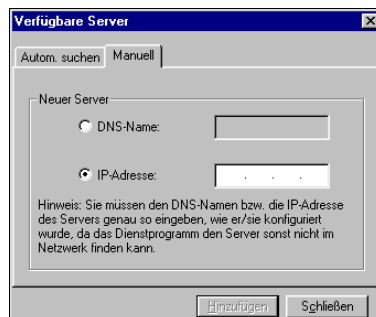 Verfügbare Server
Autom. suchen Manuell
Neuer Server
DNS-Name:
IP-Adresse: . . .
Hinweis: Sie müssen den DNS-Namen bzw. die IP-Adresse
des Servers genau so eingeben, wie er/sie konfiguriert
wurde, da das Dienstprogramm den Server sonst nicht im
Netzwerk finden kann.
Hinzufügen Schließen